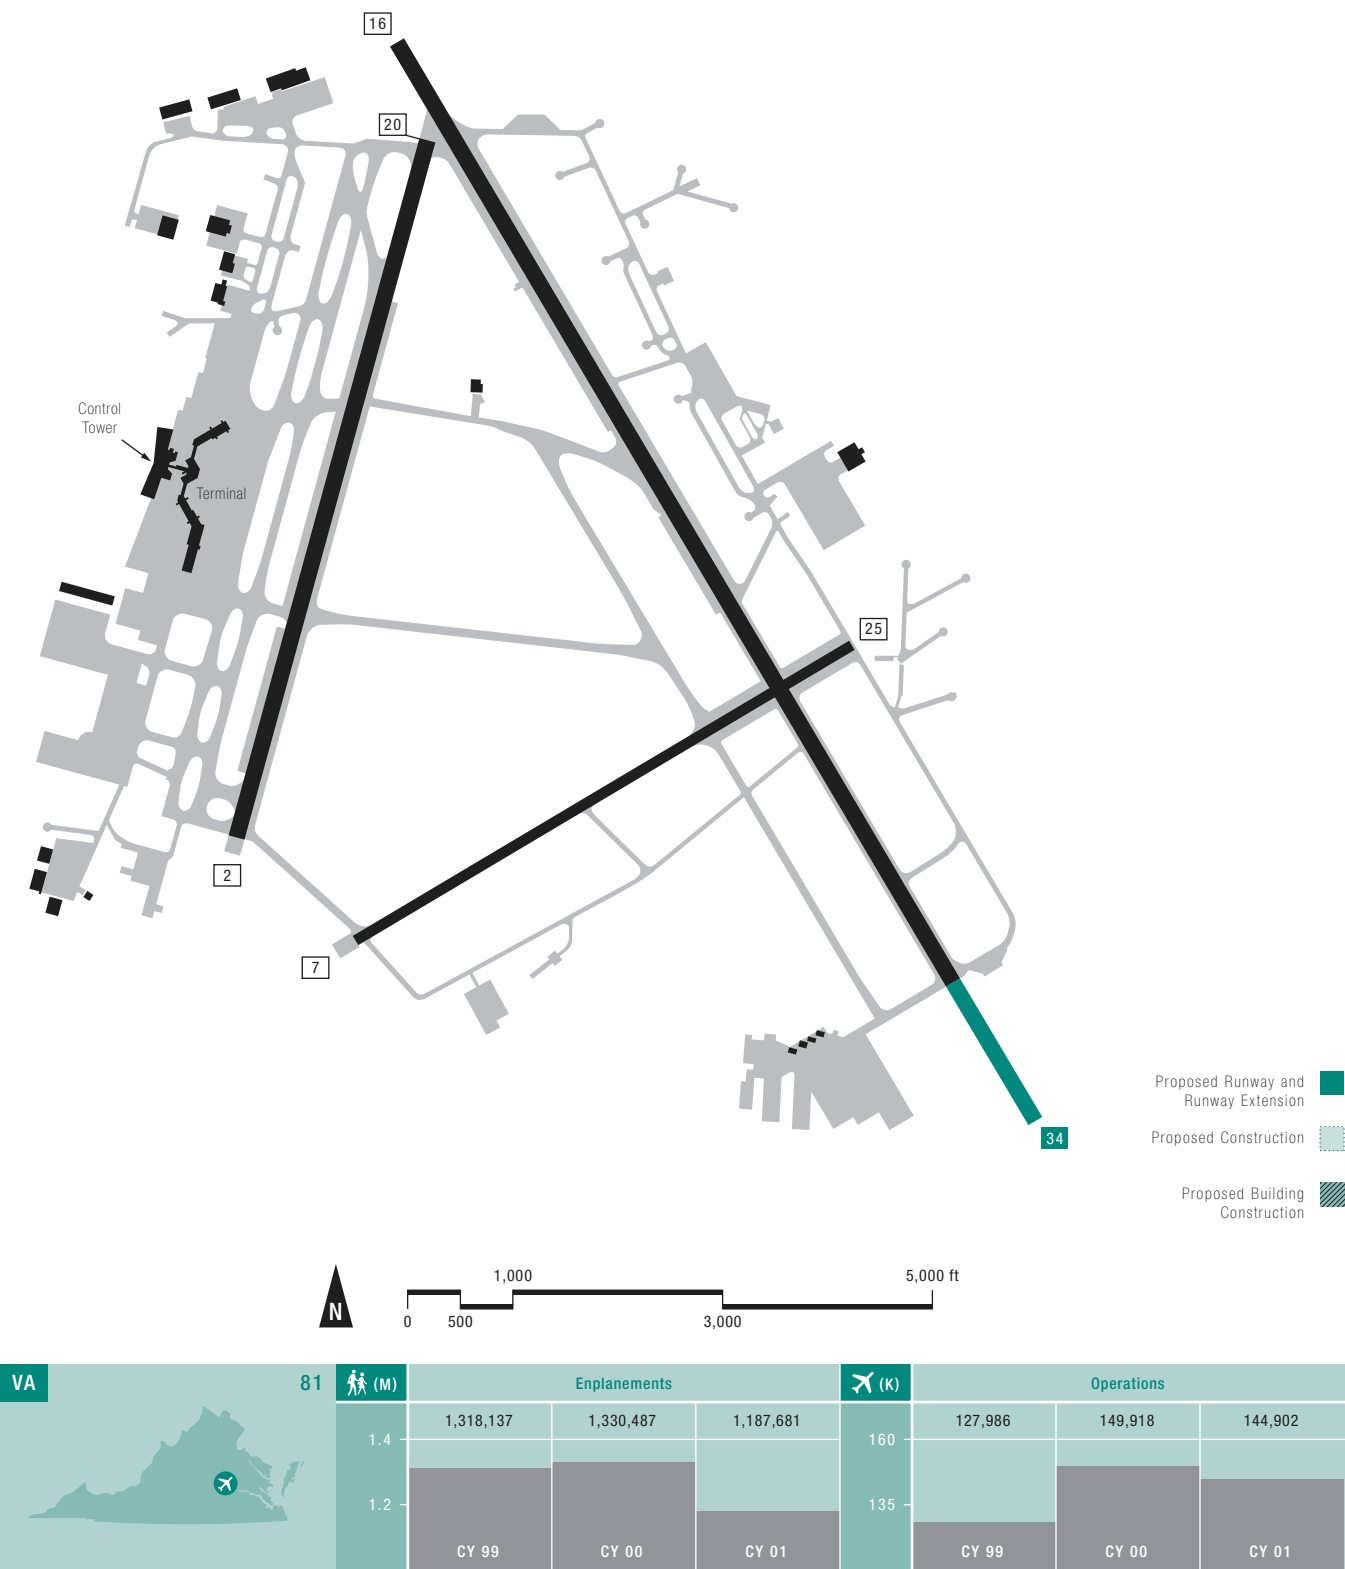 16
20
Control
Tower
Terminal
25
2
7
Proposed Runway and
Runway Extension
34
Proposed Construction
Proposed Building
Construction
N
1,000
5,000 ft
0
500
3,000
VA
81
(M)
Enplanements
(K)
Operations
1,318,137
1,330,487
1,187,681
127,986
149,918
144,902
1.4
160
1.2
135
CY 99
CY 00
CY 01
CY 99
CY 00
CY 01